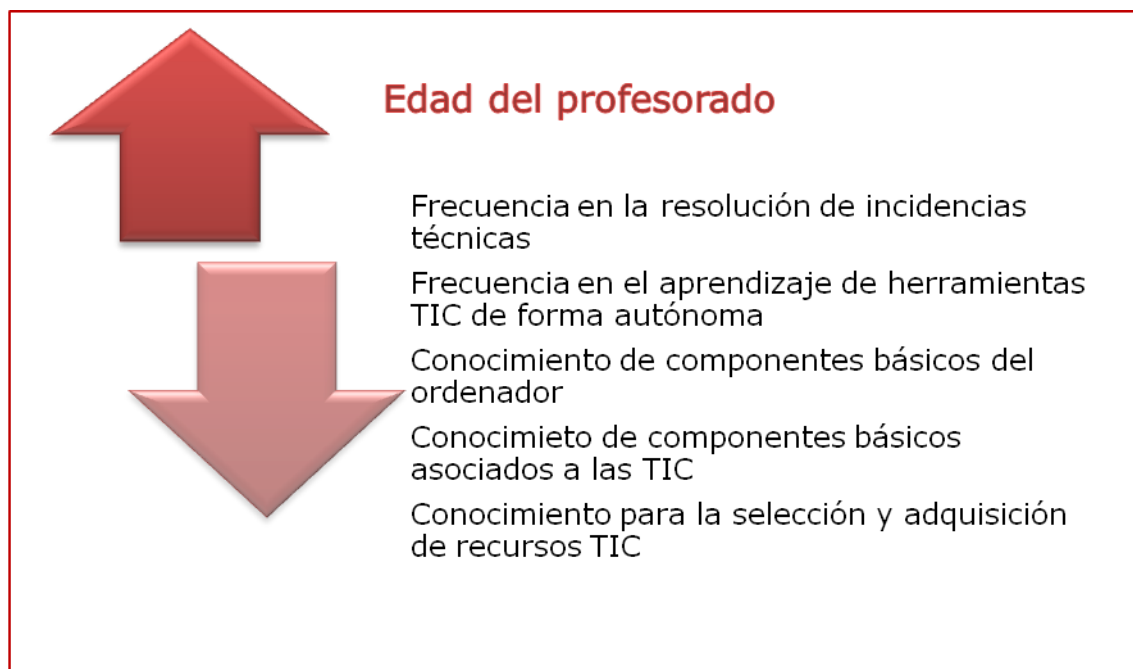 Edad del profesorado
Frecuencia en la resolución de incidencias
técnicas
Frecuencia en el aprendizaje de herramientas
TIC de forma autónoma
Conocimiento de componentes básicos del
ordenador
Conocimieto de componentes básicos
asociados a las TIC
Conocimiento para la selección y adquisición
de recursos TIC